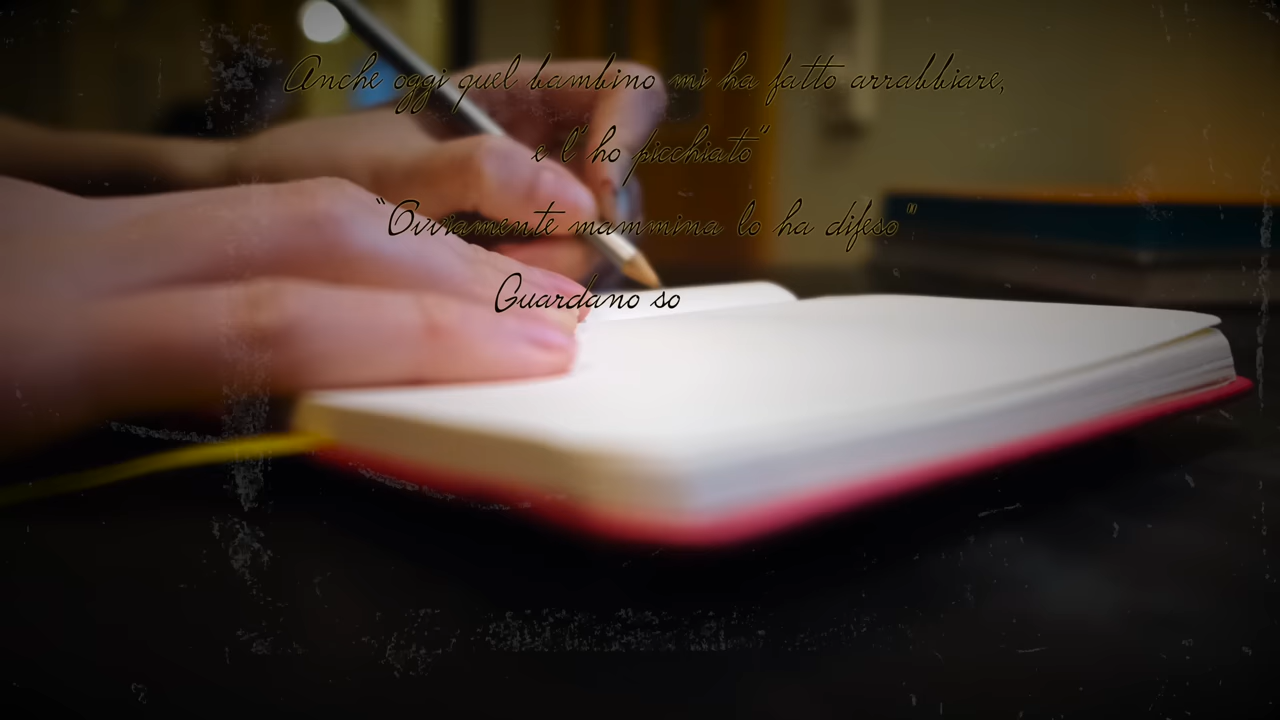 Anche oggi quel bambino mi ha fatto arrabbiare,
e l'ho picchiato"
"Ovviamente mammina lo ha difeso"
Guardano so